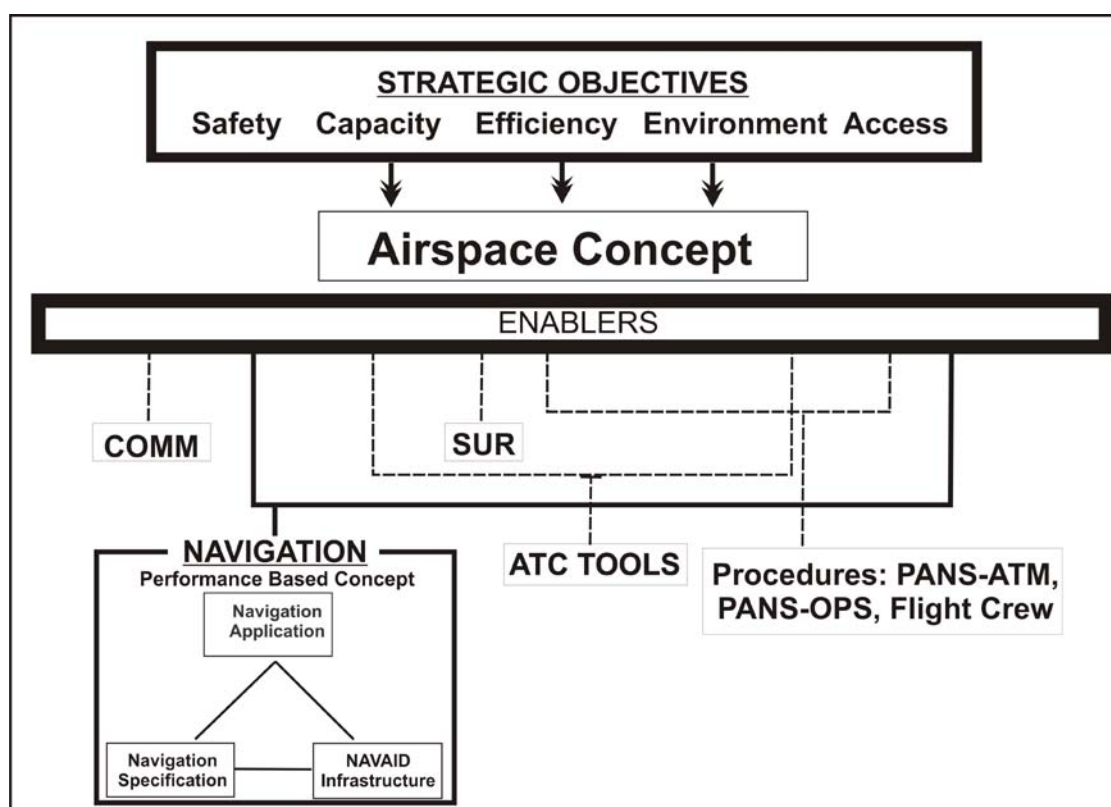 STRATEGIC OBJECTIVES
Safety Capacity Efficiency Environment Access
Airspace Concept
ENABLERS
COMM
SUR
ATC TOOLS
Procedures: PANS-ATM,
PANS-OPS, Flight Crew
NAVIGATION
Performance Based Concept
Navigation
Application
Navigation
Specification
NAVAID
Infrastructure